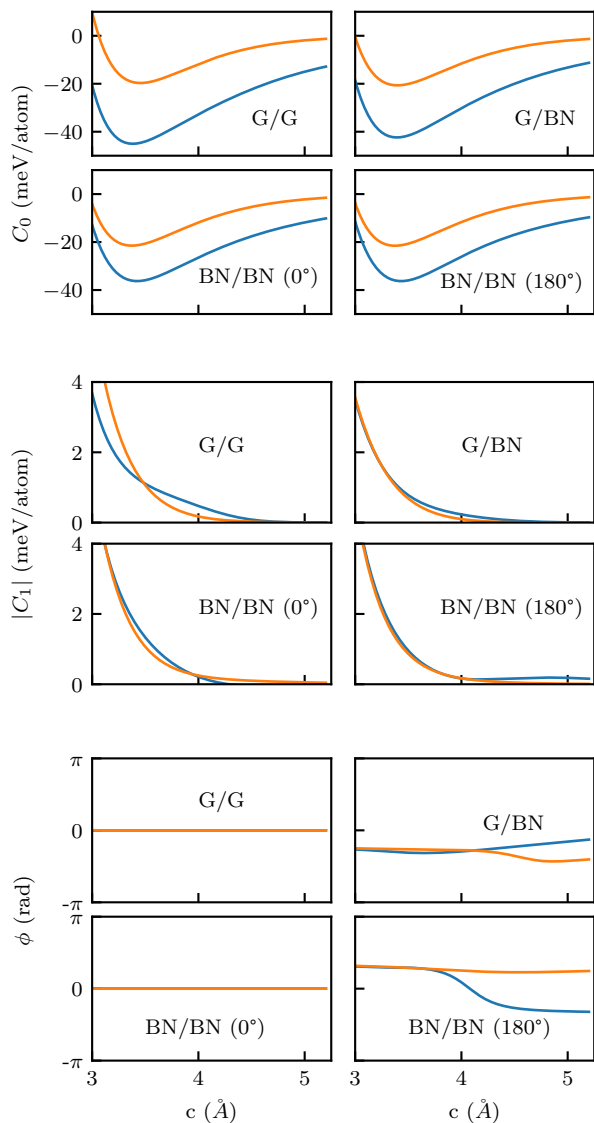 0
−20
−40
G/G
G/BN
C₀ (meV/atom)
0
−20
−40
BN/BN (0°)
BN/BN (180°)
4
2
0
G/G
G/BN
|C₁| (meV/atom)
4
2
0
BN/BN (0°)
BN/BN (180°)
π
0
-π
G/G
G/BN
ϕ (rad)
π
0
-π
BN/BN (0°)
BN/BN (180°)
3 4 5 3 4 5
c (Å) c (Å)